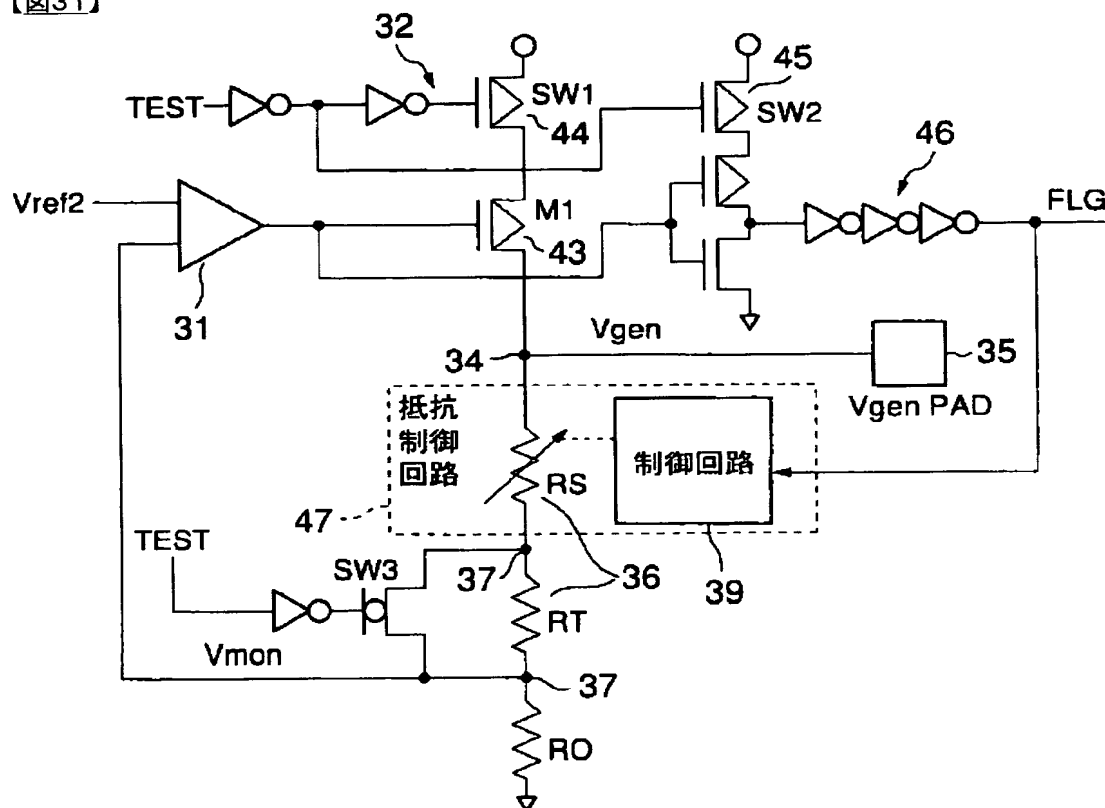 【図31】
32
45
TEST
SW1
SW2
44
46
FLG
Vref2
M1
43
31
Vgen
34
35
Vgen PAD
抵抗
制御
回路
制御回路
RS
47
TEST
37
36
39
SW3
RT
Vmon
37
RO